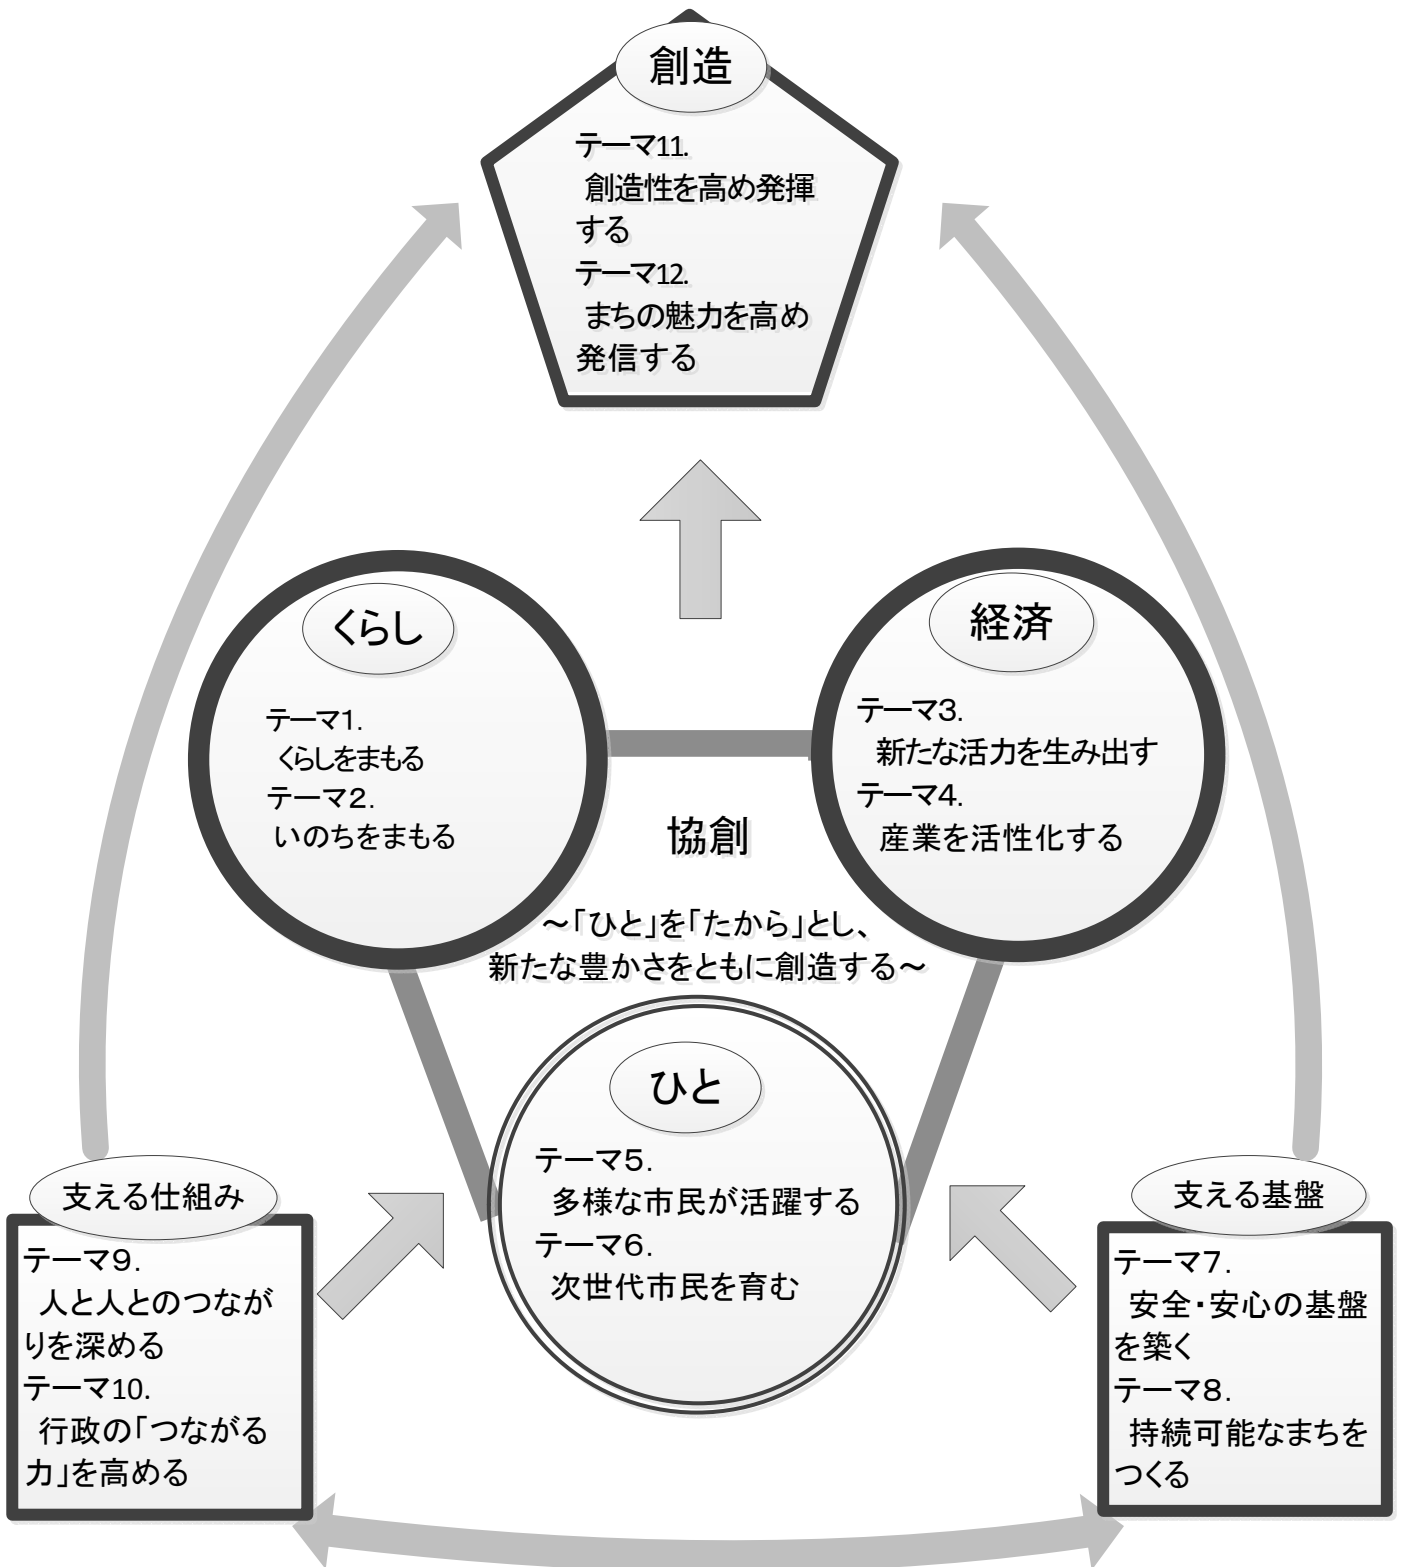 創造
テーマ11.
創造性を高め発揮
する
テーマ12.
まちの魅力を高め
発信する
くらし
テーマ1.
くらしをまもる
テーマ2.
いのちをまもる
経済
テーマ3.
新たな活力を生み出す
テーマ4.
産業を活性化する
協創
～「ひと」を「たから」とし、
新たな豊かさをともに創造する～
ひと
テーマ5.
多様な市民が活躍する
テーマ6.
次世代市民を育む
支える仕組み
テーマ9.
人と人とのつなが
りを深める
テーマ10.
行政の「つながる
力」を高める
支える基盤
テーマ7.
安全・安心の基盤
を築く
テーマ8.
持続可能なまちを
つくる